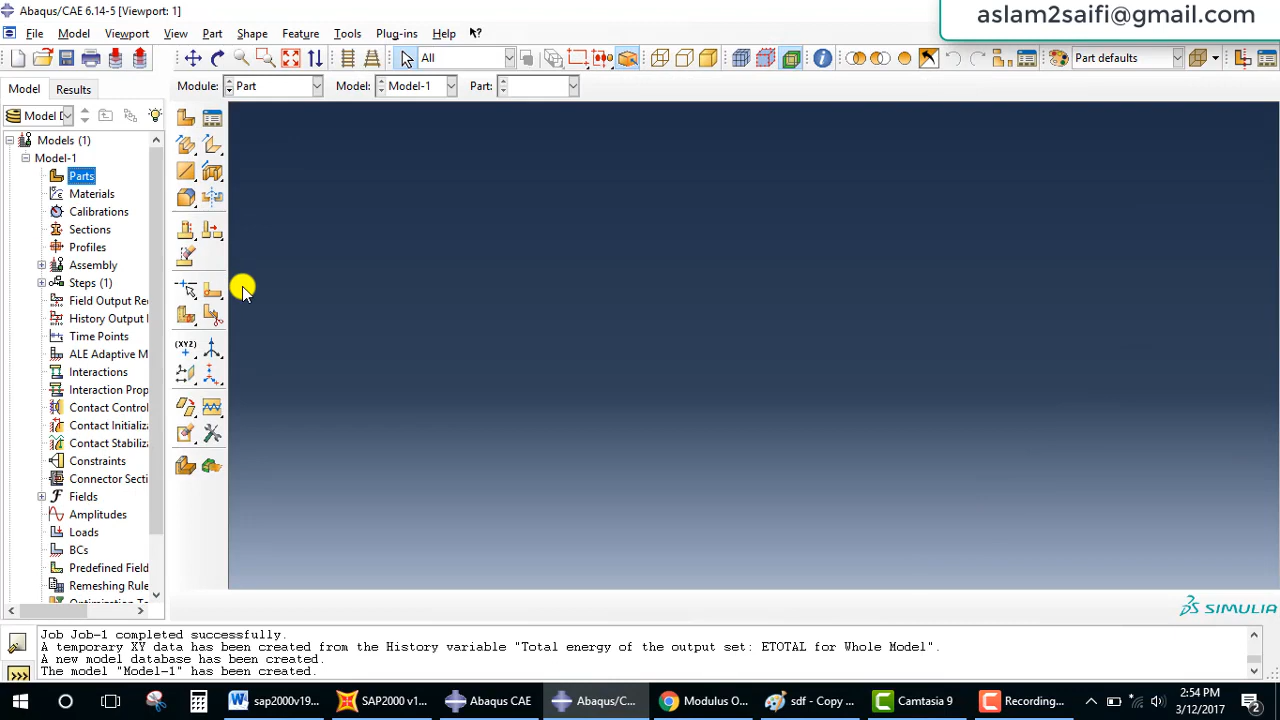 Abaqus/CAE 6.14-5 [Viewport: 1]
aslam2saifi@gmail.com
File Model Viewport View Part Shape Feature Tools Plug-ins Help
All Part defaults
Model Results Module: Part Model: Model-1 Part:
Model D
Models (1)
Model-1
Parts
Materials
Calibrations
Sections
Profiles
Assembly
Steps (1)
Field Output Re
History Output
Time Points
ALE Adaptive M
Interactions
Interaction Prop
Contact Control
Contact Initializ
Contact Stabiliz
Constraints
Connector Secti
Fields
Amplitudes
Loads
BCs
Predefined Field
Remeshing Rule
(XYZ)
SIMULIA
Job Job-1 completed successfully.
A temporary XY data has been created from the History variable "Total energy of the output set: ETOTAL for Whole Model".
A new model database has been created.
The model "Model-1" has been created.
>>>
sap2000v19... SAP2000 v1... Abaqus CAE Abaqus/C... Modulus O... sdf - Copy ... Camtasia 9 Recording... 2:54 PM
3/12/2017 2